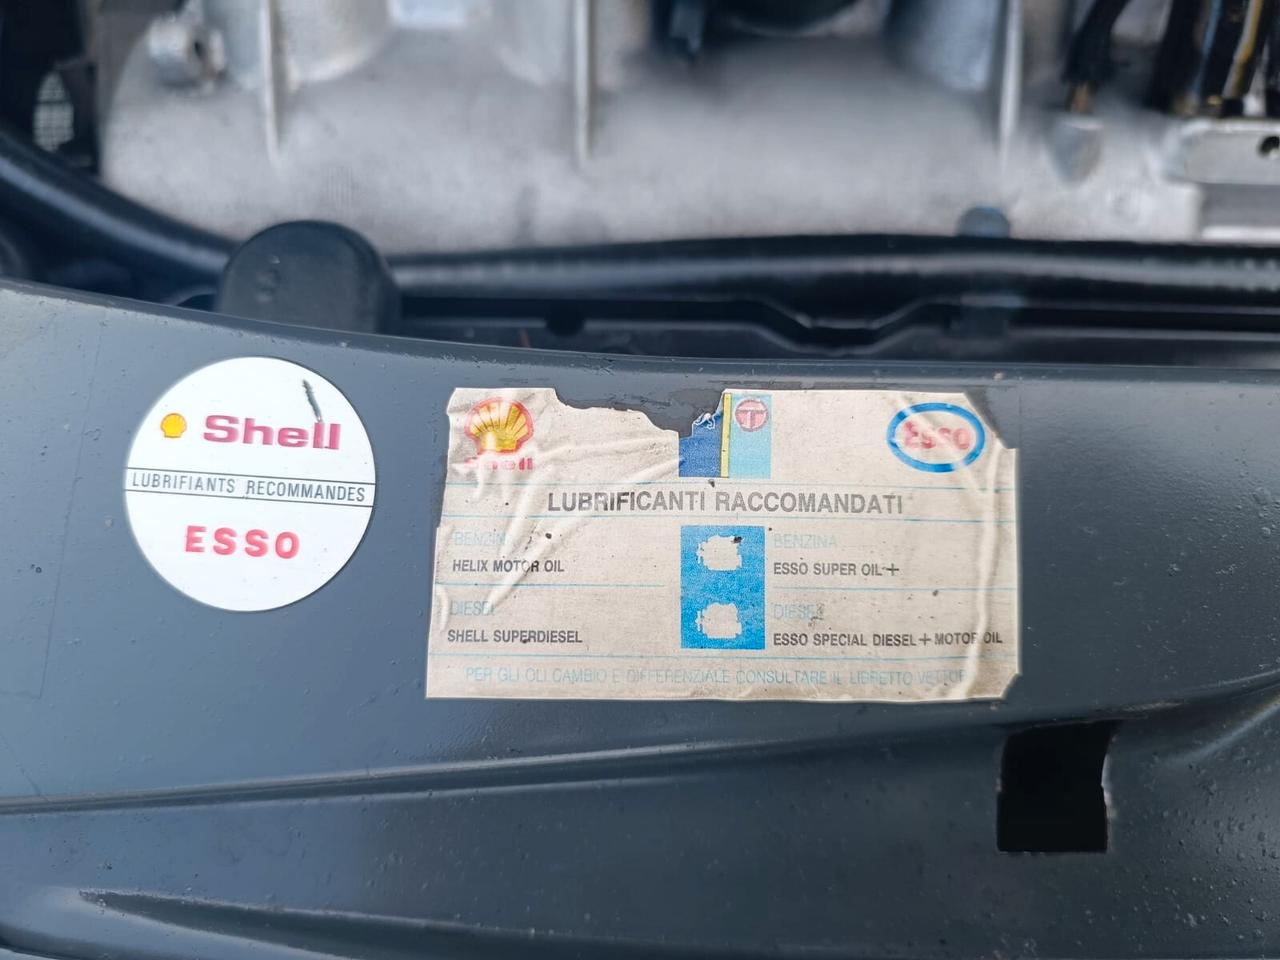 Shell
LUBRIFIANTS RECOMMANDES
ESSO
Shell
T
Esso
LUBRIFICANTI RACCOMANDATI
BENZINA
HELIX MOTOR OIL
DIESEL
SHELL SUPERDIESEL
BENZINA
ESSO SUPER OIL+
DIESEL
ESSO SPECIAL DIESEL+ MOTOR OIL
PER GLI OLI CAMBIO E DIFFERENZIALE CONSULTARE IL LIBRETTO